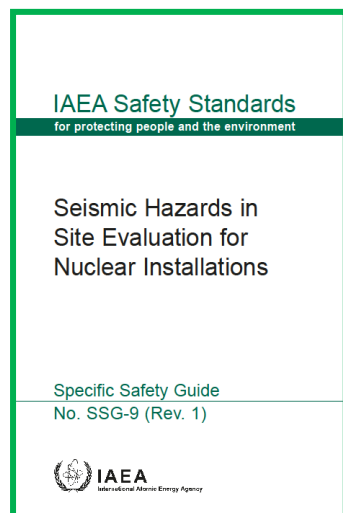 IAEA Safety Standards
for protecting people and the environment
Seismic Hazards in
Site Evaluation for
Nuclear Installations
Specific Safety Guide
No. SSG-9 (Rev. 1)
IAEA
International Atomic Energy Agency